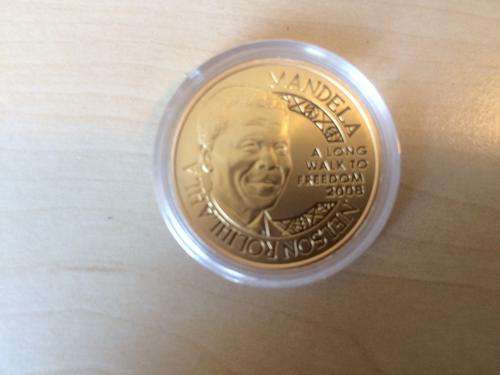 NELSON ROLIHLAHLA MANDELA
A LONG
WALK TO
FREEDOM
2008